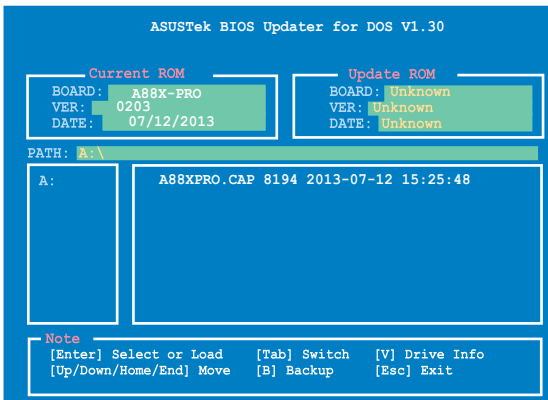 ASUSTek BIOS Updater for DOS V1.30
Current ROM
BOARD: A88X-PRO
VER: 0203
DATE: 07/12/2013
Update ROM
BOARD: Unknown
VER: Unknown
DATE: Unknown
PATH: A:\
A:
A88XPRO.CAP 8194 2013-07-12 15:25:48
Note
[Enter] Select or Load [Tab] Switch [V] Drive Info
[Up/Down/Home/End] Move [B] Backup [Esc] Exit